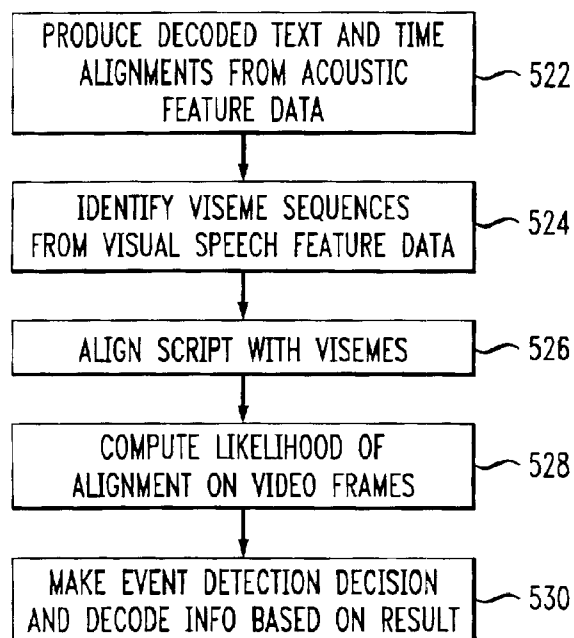 PRODUCE DECODED TEXT AND TIME
ALIGNMENTS FROM ACOUSTIC
FEATURE DATA
522
IDENTIFY VISEME SEQUENCES
FROM VISUAL SPEECH FEATURE DATA
524
ALIGN SCRIPT WITH VISEMES
526
COMPUTE LIKELIHOOD OF
ALIGNMENT ON VIDEO FRAMES
528
MAKE EVENT DETECTION DECISION
AND DECODE INFO BASED ON RESULT
530